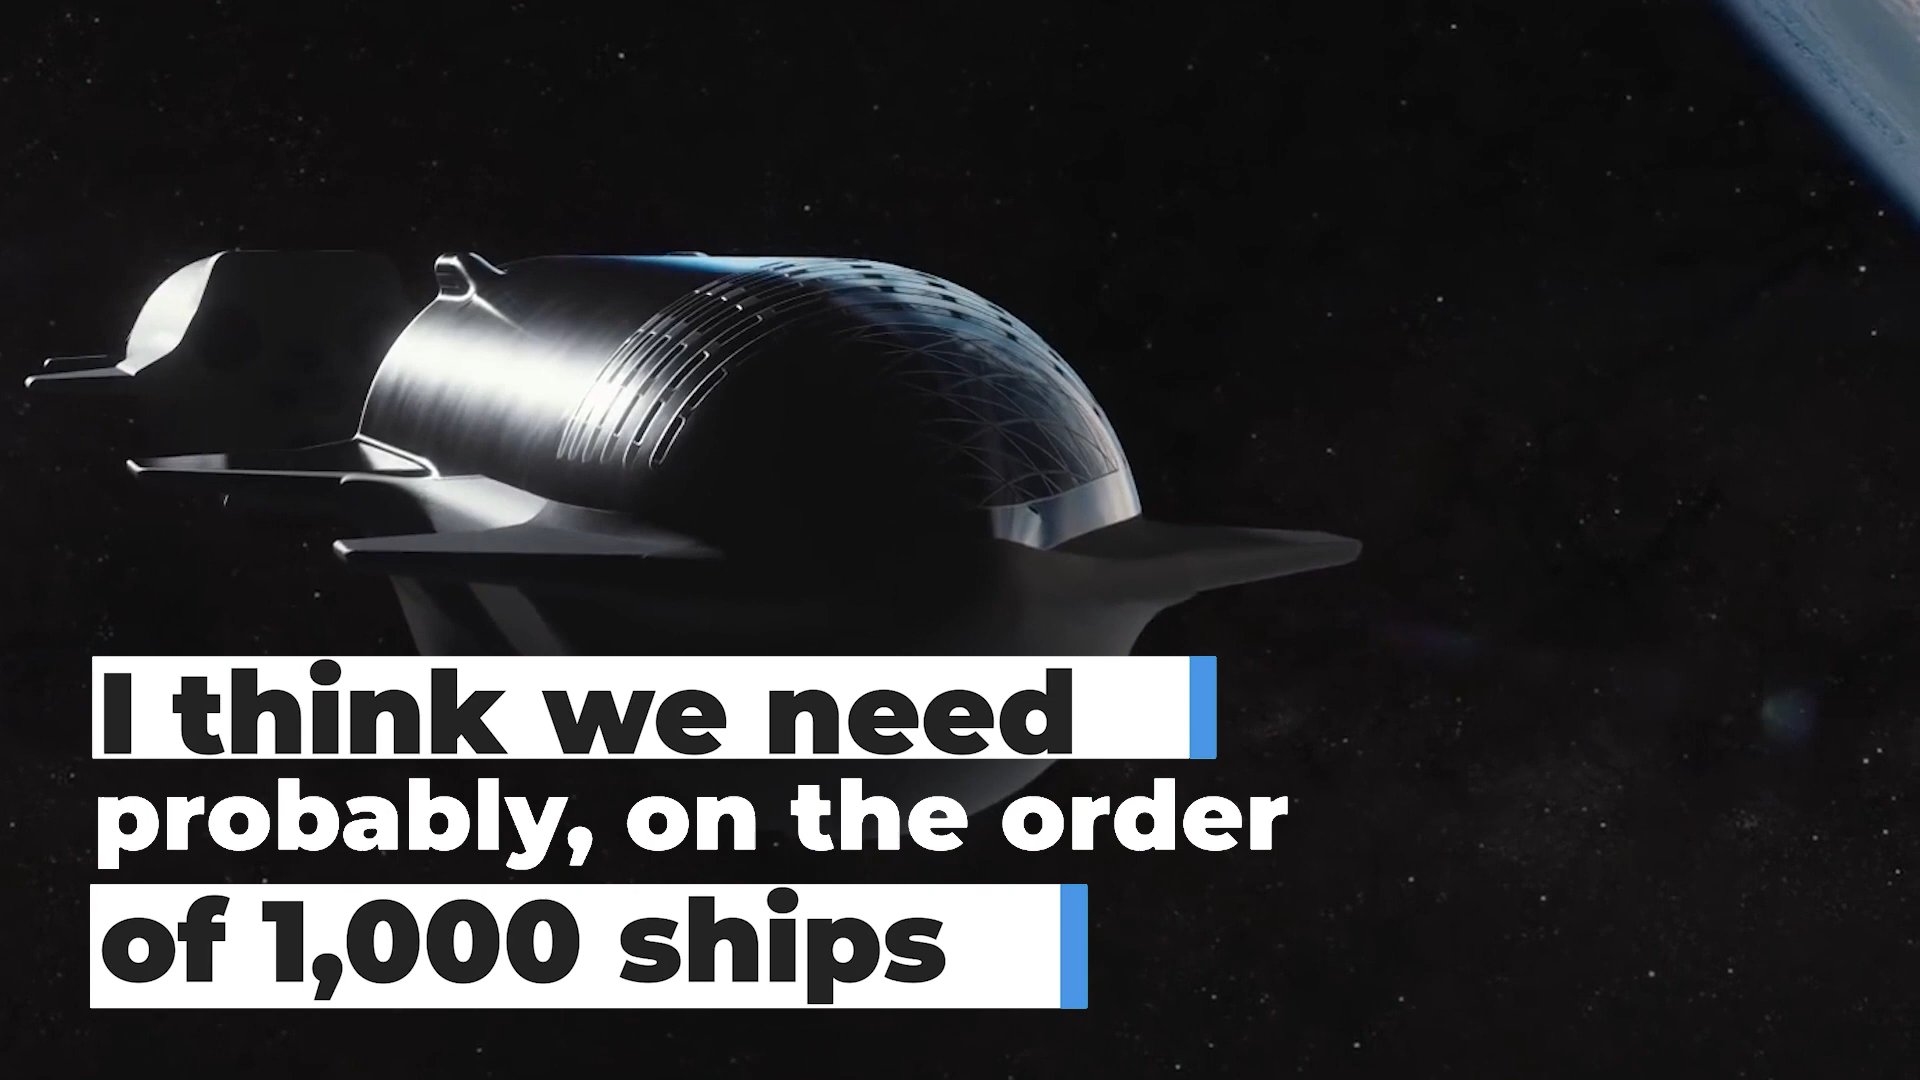 I think we need
probably, on the order
of 1,000 ships